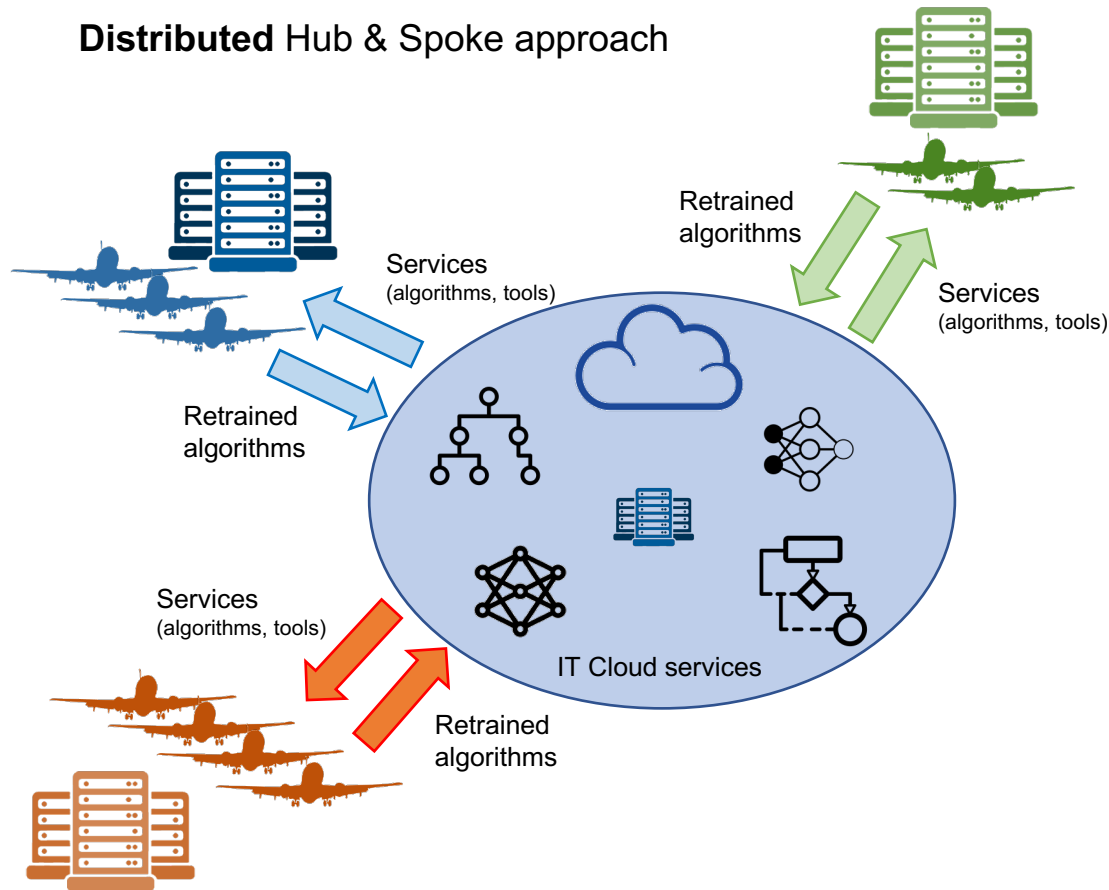 Distributed Hub & Spoke approach
Retrained
algorithms
Services
(algorithms, tools)
Services
(algorithms, tools)
Retrained
algorithms
Services
(algorithms, tools)
IT Cloud services
Retrained
algorithms